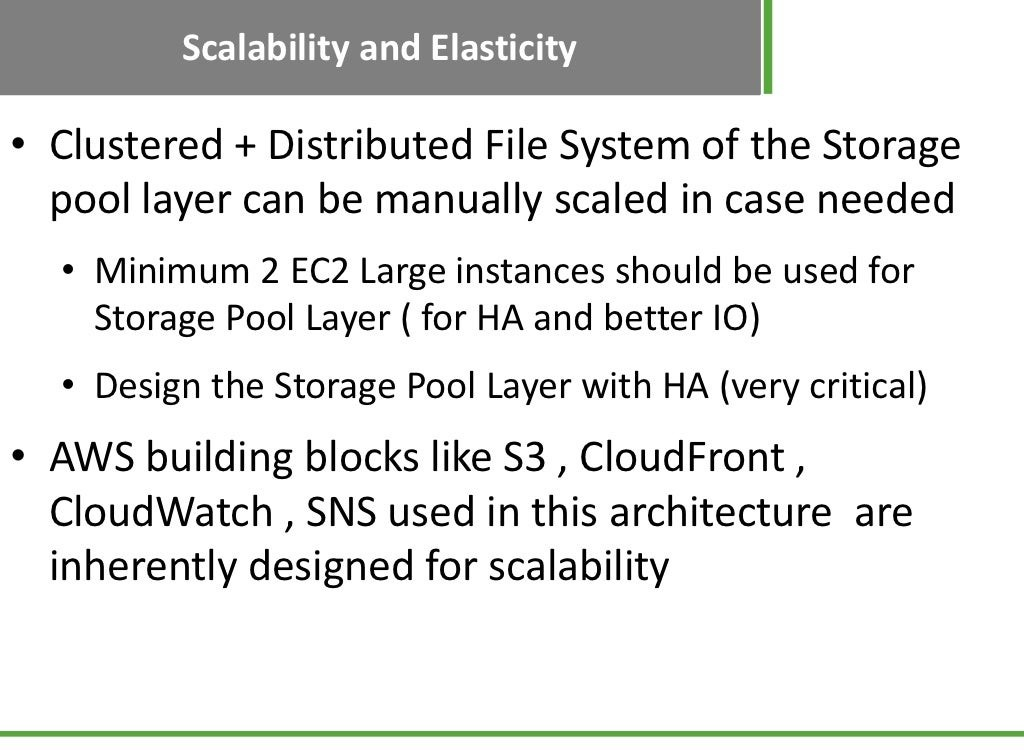 Scalability and Elasticity
• Clustered + Distributed File System of the Storage
pool layer can be manually scaled in case needed
• Minimum 2 EC2 Large instances should be used for
Storage Pool Layer ( for HA and better IO)
• Design the Storage Pool Layer with HA (very critical)
• AWS building blocks like S3 , CloudFront ,
CloudWatch , SNS used in this architecture  are
inherently designed for scalability